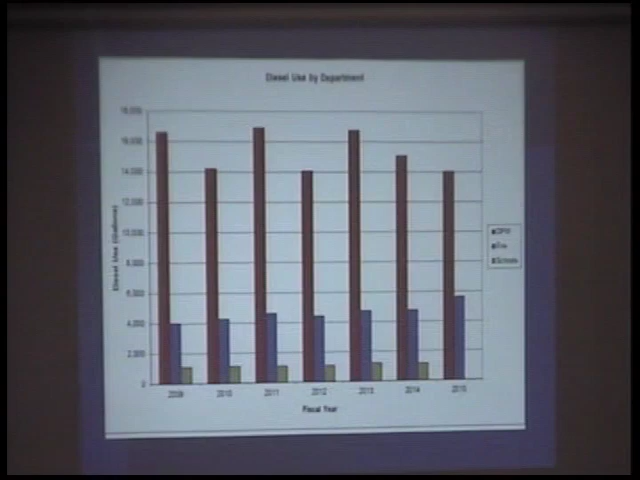 Diesel Use by Department
18,000
16,000
14,000
12,000
10,000
8,000
6,000
4,000
2,000
0
Diesel Use (Gallons)
2009 2010 2011 2012 2013 2014 2015
Fiscal Year
DPW
Fire
Schools